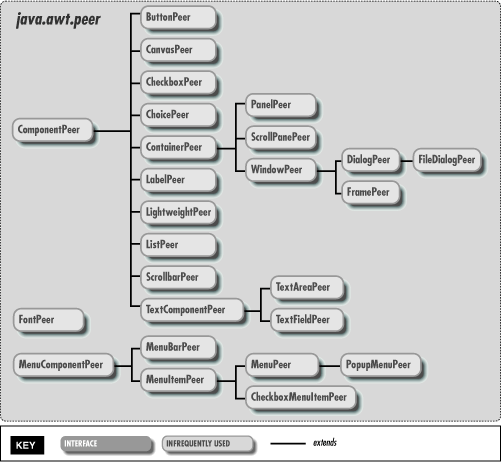 java.awt.peer
ButtonPeer
CanvasPeer
CheckboxPeer
ChoicePeer
PanelPeer
ComponentPeer
ScrollPanePeer
ContainerPeer
DialogPeer
FileDialogPeer
WindowPeer
LabelPeer
FramePeer
LightweightPeer
ListPeer
ScrollbarPeer
TextAreaPeer
TextComponentPeer
FontPeer
TextFieldPeer
MenuBarPeer
MenuComponentPeer
MenuPeer
PopupMenuPeer
MenuItemPeer
CheckboxMenuItemPeer
KEY INTERFACE INFREQUENTLY USED extends